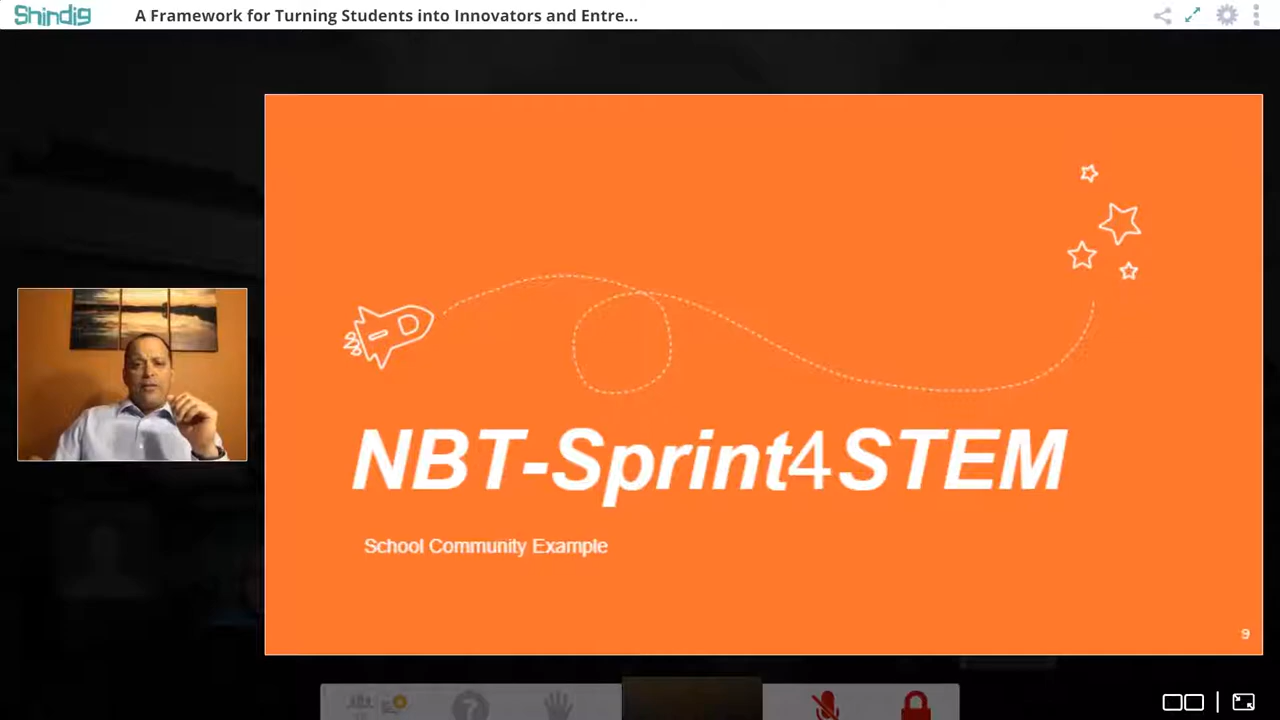 Shindig
A Framework for Turning Students into Innovators and Entre...
NBT-Sprint4STEM
School Community Example
9